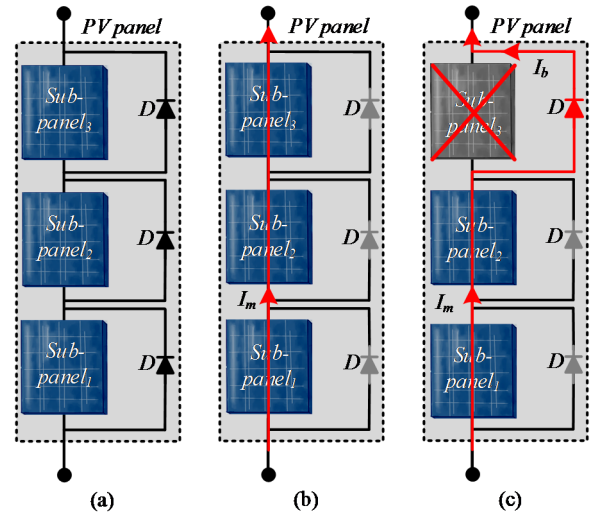 PV panel
Sub-
panel3
D
Sub-
panel2
D
Sub-
panel1
D
(a)
PV panel
Sub-
panel3
D
Sub-
panel2
D
Im
Sub-
panel1
D
(b)
PV panel
Ib
Sub-
panel3
D
Sub-
panel2
D
Im
Sub-
panel1
D
(c)